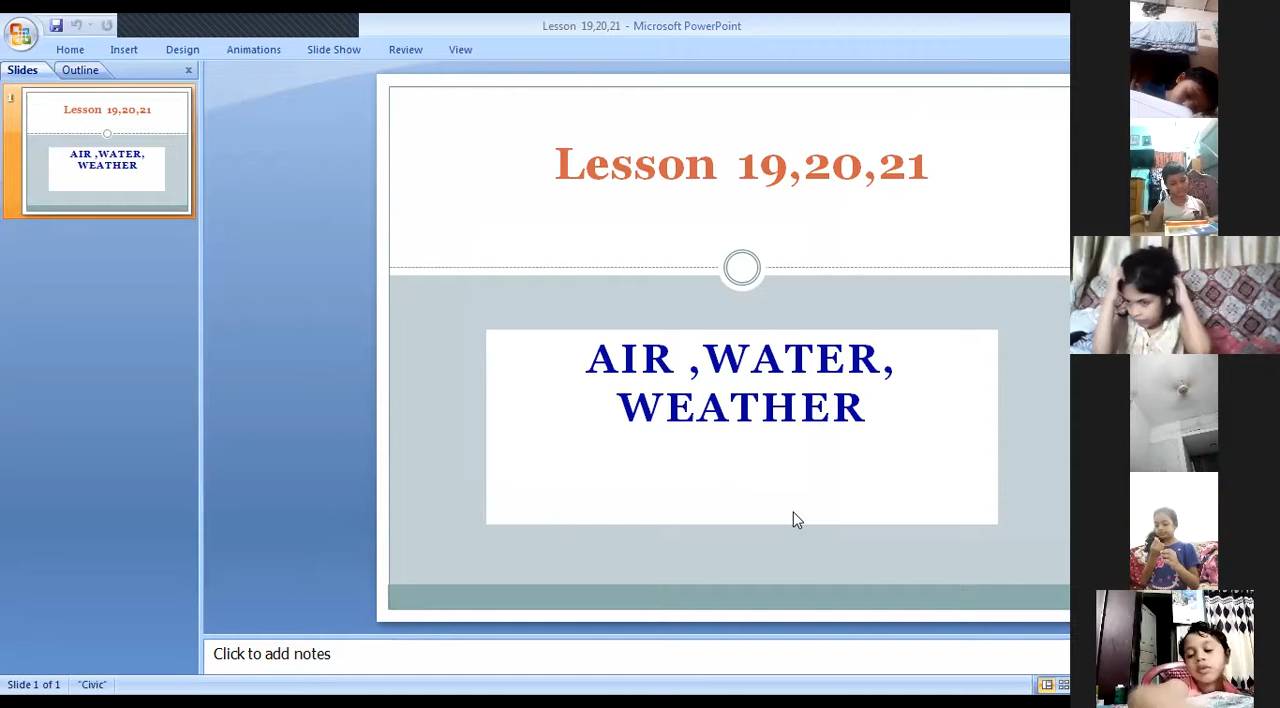 Lesson 19,20,21 - Microsoft PowerPoint
Home Insert Design Animations Slide Show Review View
Slides Outline x
1
Lesson 19,20,21
AIR ,WATER,
WEATHER
Lesson 19,20,21
AIR ,WATER,
WEATHER
Click to add notes
Slide 1 of 1 "Civic"